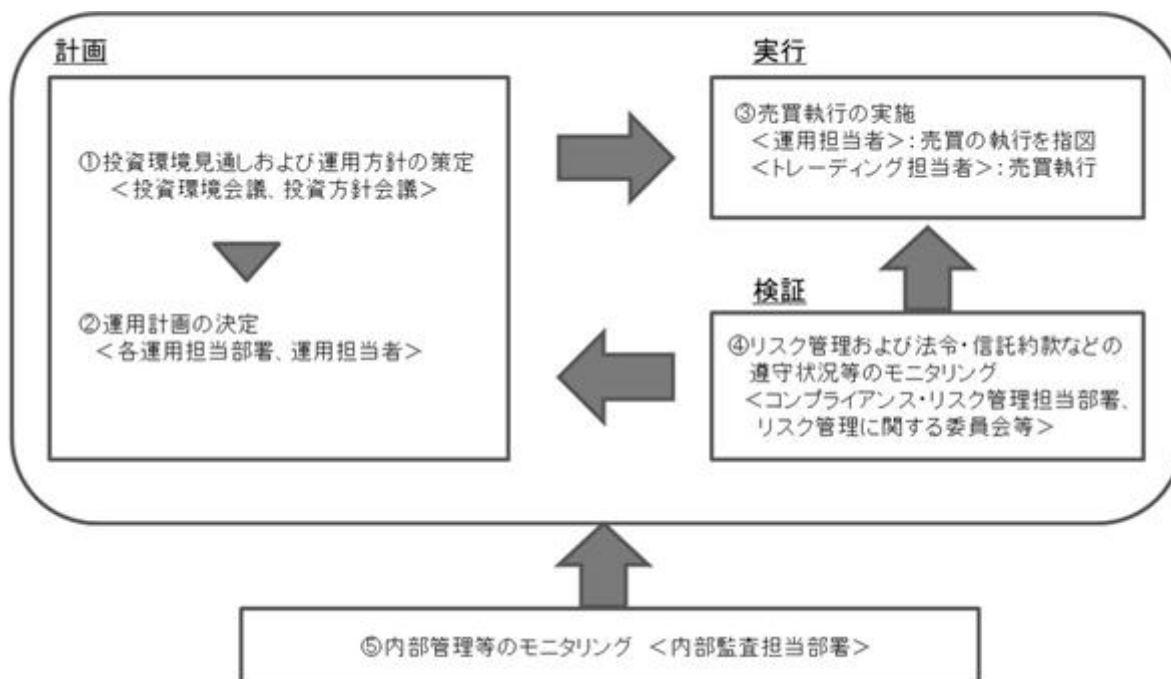 計画
①投資環境見通しおよび運用方針の策定
＜投資環境会議、投資方針会議＞
②運用計画の決定
＜各運用担当部署、運用担当者＞
実行
③売買執行の実施
＜運用担当者＞：売買の執行を指図
＜トレーディング担当者＞：売買執行
検証
④リスク管理および法令・信託約款などの
遵守状況等のモニタリング
＜コンプライアンス・リスク管理担当部署、
リスク管理に関する委員会等＞
⑤内部管理等のモニタリング ＜内部監査担当部署＞